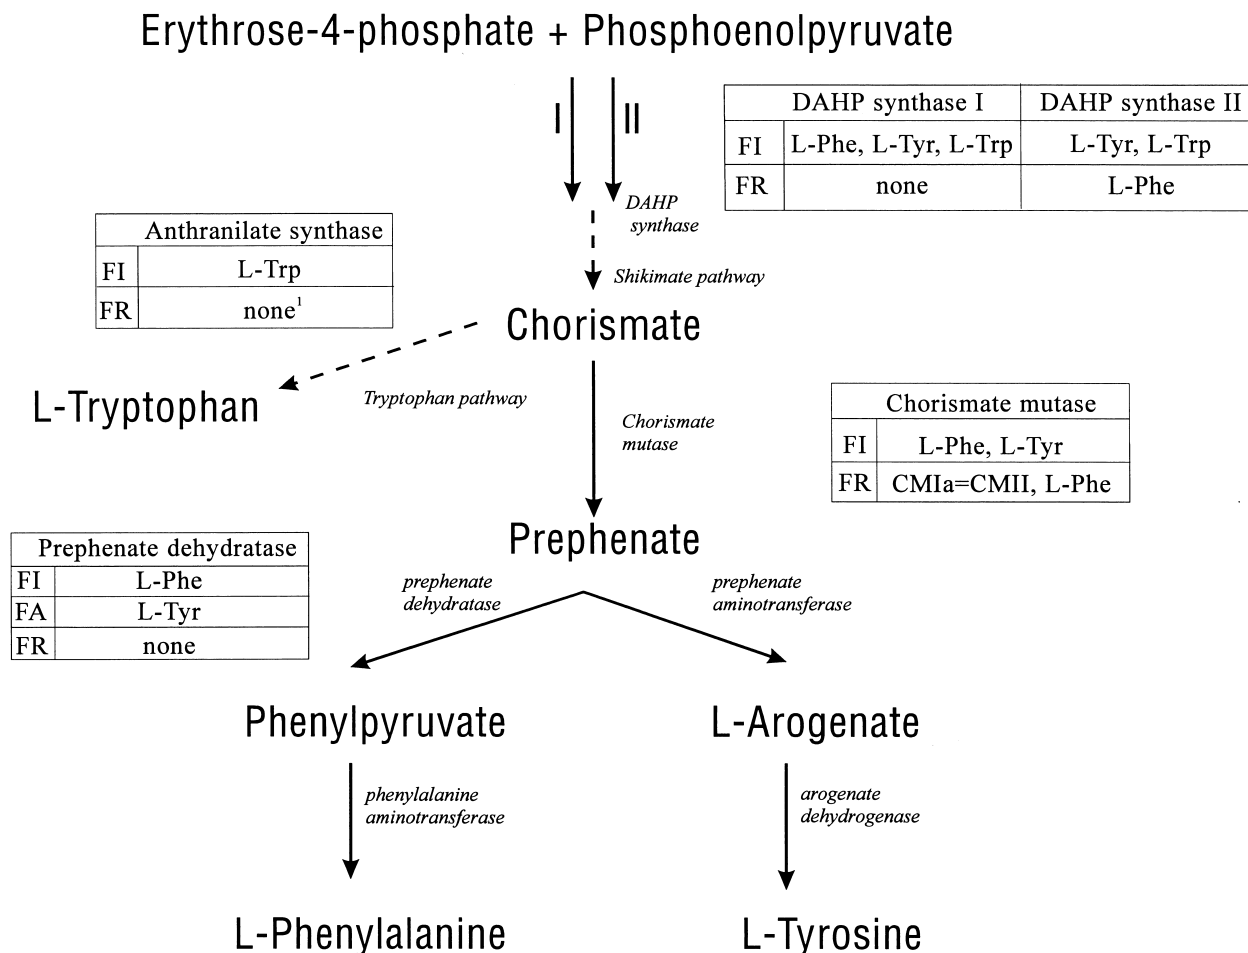 Erythrose-4-phosphate + Phosphoenolpyruvate
I II
DAHP synthase I DAHP synthase II
FI L-Phe, L-Tyr, L-Trp L-Tyr, L-Trp
FR none L-Phe
DAHP
synthase
Shikimate pathway
Anthranilate synthase
FI L-Trp
FR none¹
Chorismate
L-Tryptophan
Tryptophan pathway
Chorismate
mutase
Chorismate mutase
FI L-Phe, L-Tyr
FR CMIa=CMII, L-Phe
Prephenate
Prephenate dehydratase
FI L-Phe
FA L-Tyr
FR none
prephenate
dehydratase
prephenate
aminotransferase
Phenylpyruvate
L-Arogenate
phenylalanine
aminotransferase
arogenate
dehydrogenase
L-Phenylalanine
L-Tyrosine